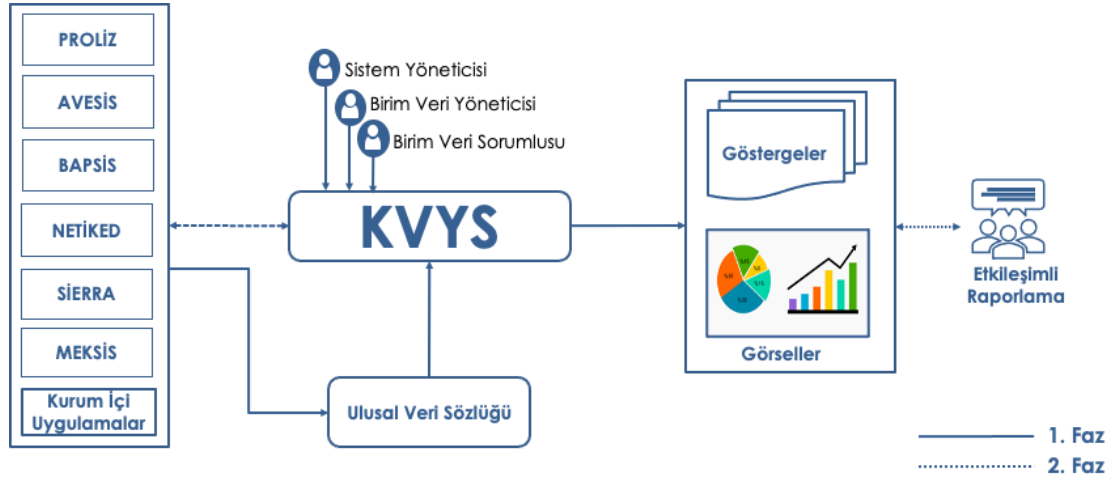 PROLİZ
AVESİS
BAPSİS
NETİKED
SİERRA
MEKSİS
Kurum İçi
Uygulamalar
Sistem Yöneticisi
Birim Veri Yöneticisi
Birim Veri Sorumlusu
KVYS
Ulusal Veri Sözlüğü
Göstergeler
Görseller
Etkileşimli
Raporlama
1. Faz
2. Faz